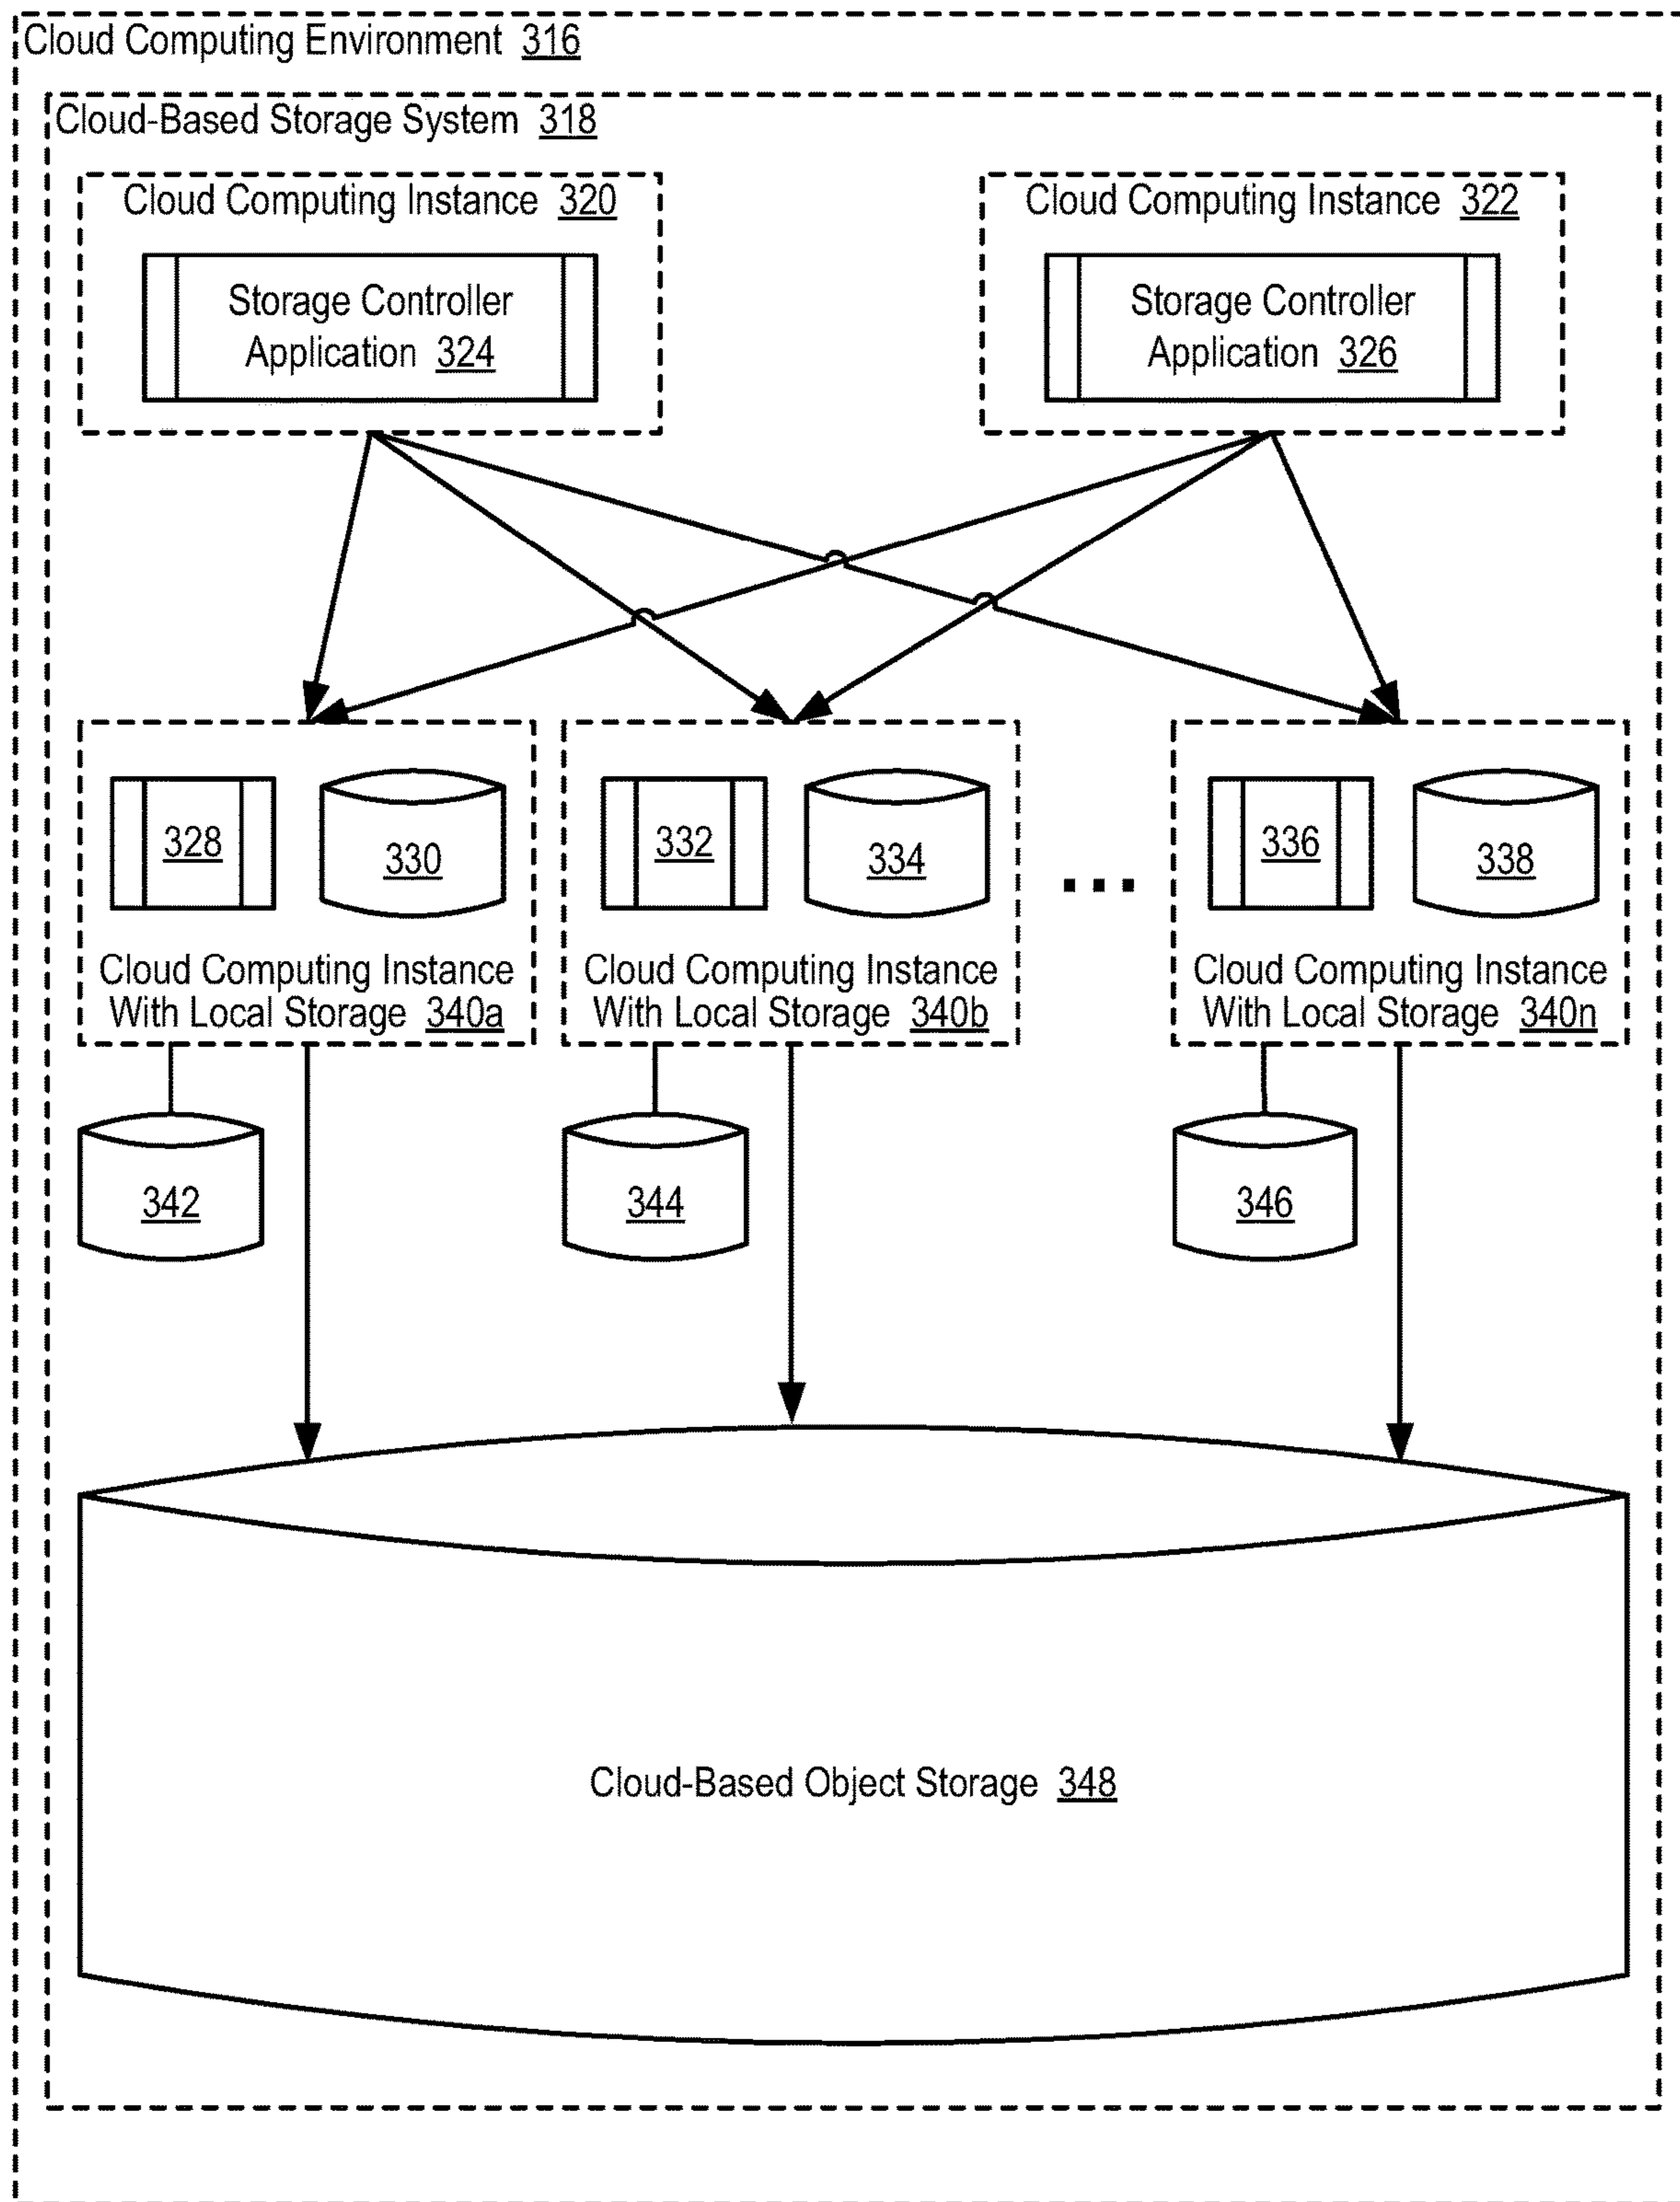 Cloud Computing Environment 316
Cloud-Based Storage System 318
Cloud Computing Instance 320
Storage Controller
Application 324
Cloud Computing Instance 322
Storage Controller
Application 326
328
330
Cloud Computing Instance
With Local Storage 340a
332
334
Cloud Computing Instance
With Local Storage 340b
...
336
338
Cloud Computing Instance
With Local Storage 340n
342
344
346
Cloud-Based Object Storage 348